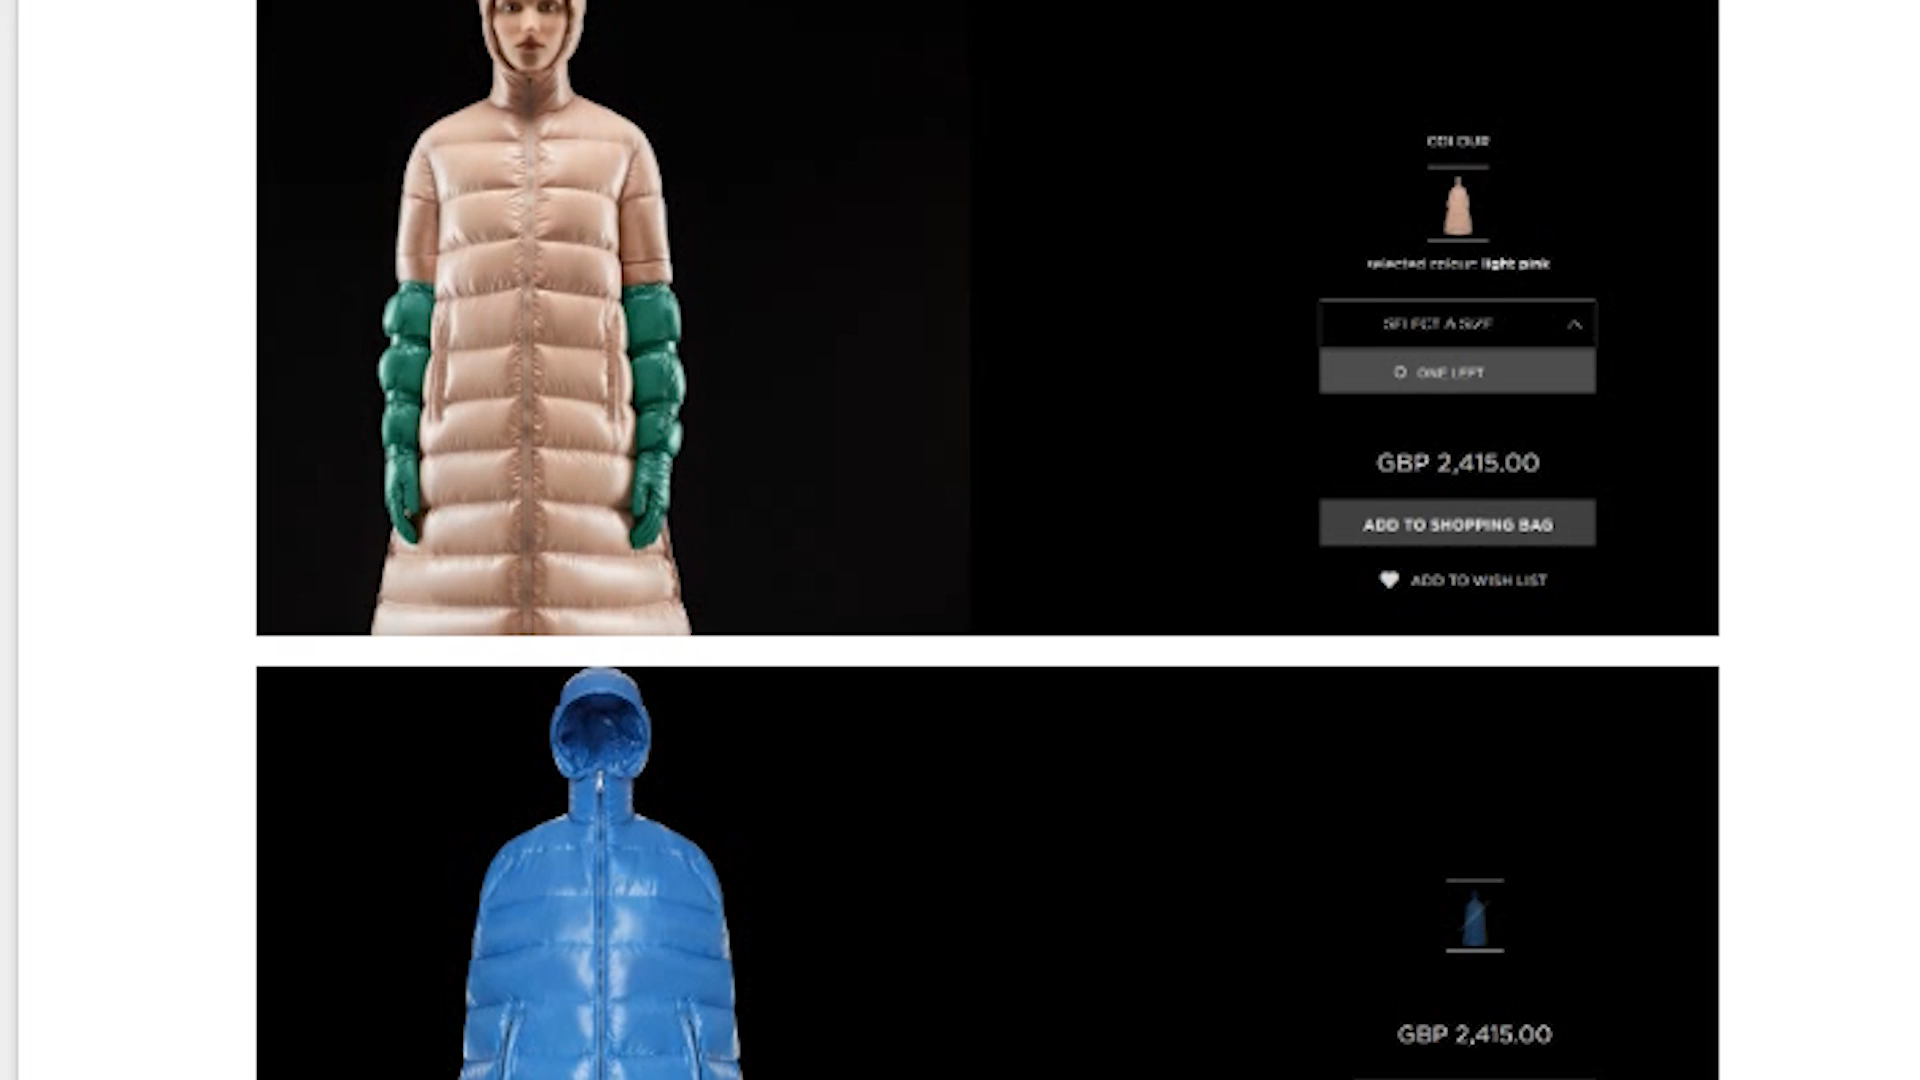 COLOUR
selected colour: light pink
SELECT A SIZE
0 ONE LEFT
GBP 2,415.00
ADD TO SHOPPING BAG
ADD TO WISH LIST
GBP 2,415.00